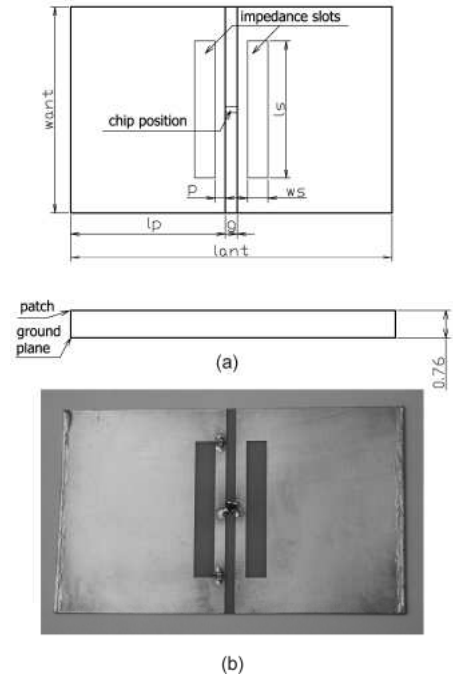 impedance slots
want
chip position
ls
p
ws
lp
g
lant
patch
ground
plane
0.76
(a)
(b)